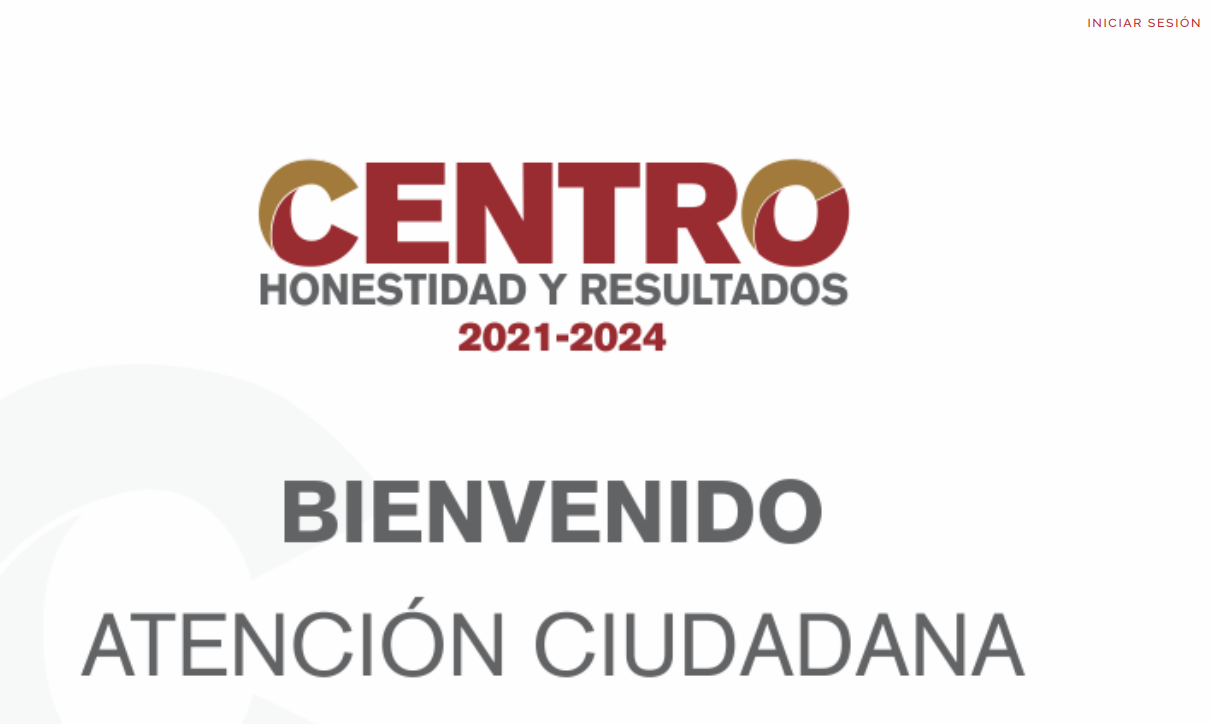 INICIAR SESIÓN
CENTRO
HONESTIDAD Y RESULTADOS
2021-2024
BIENVENIDO
ATENCIÓN CIUDADANA